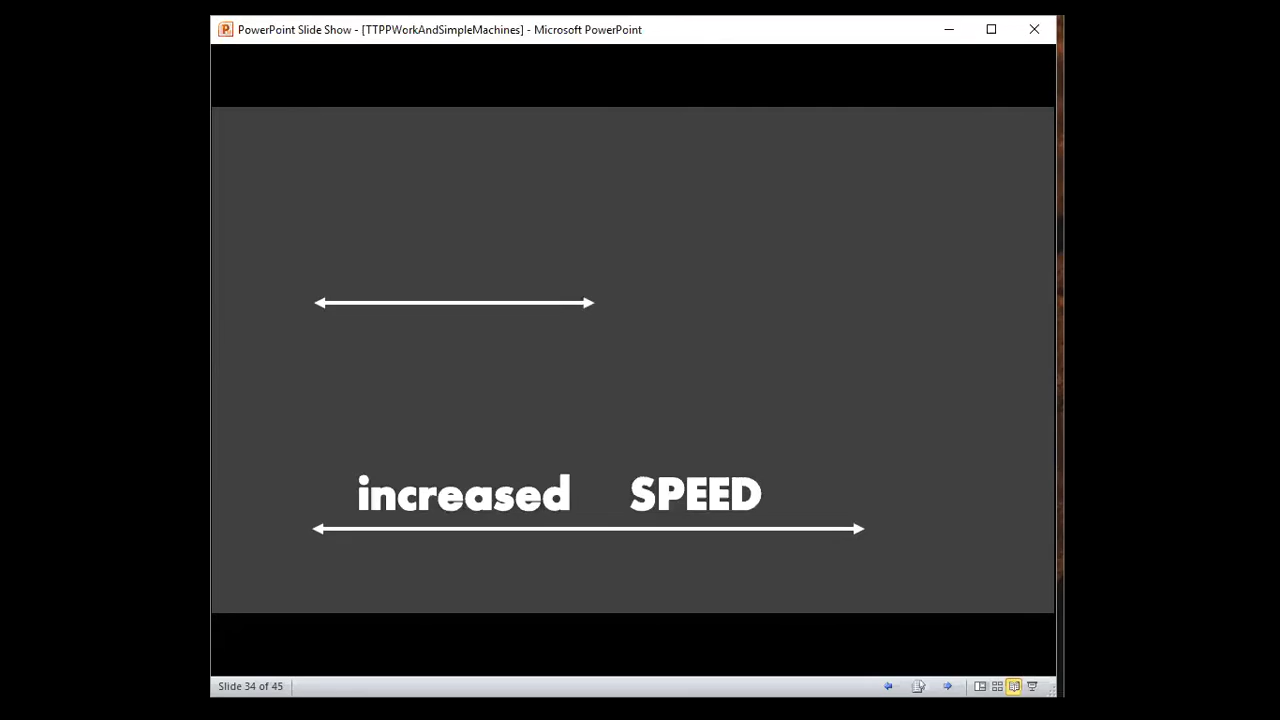 PowerPoint Slide Show - [TTPPWorkAndSimpleMachines] - Microsoft PowerPoint
increased SPEED
Slide 34 of 45